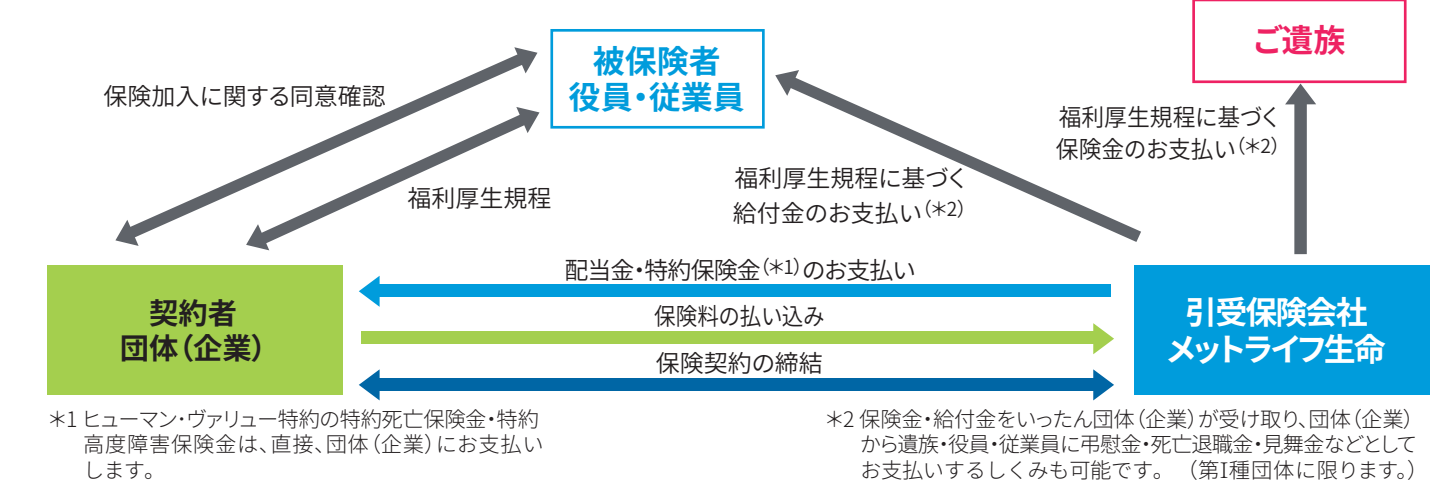 ご遺族
被保険者
役員・従業員
保険加入に関する同意確認
福利厚生規程に基づく
保険金のお支払い(＊2)
福利厚生規程
福利厚生規程に基づく
給付金のお支払い(＊2)
配当金・特約保険金(＊1)のお支払い
契約者
団体(企業)
保険料の払い込み
引受保険会社
メットライフ生命
保険契約の締結
＊1 ヒューマン・ヴァリュー特約の特約死亡保険金・特約
高度障害保険金は、直接、団体(企業)にお支払い
します。
＊2 保険金・給付金をいったん団体(企業)が受け取り、団体(企業)
から遺族・役員・従業員に弔慰金・死亡退職金・見舞金などとして
お支払いするしくみも可能です。 (第I種団体に限ります。)